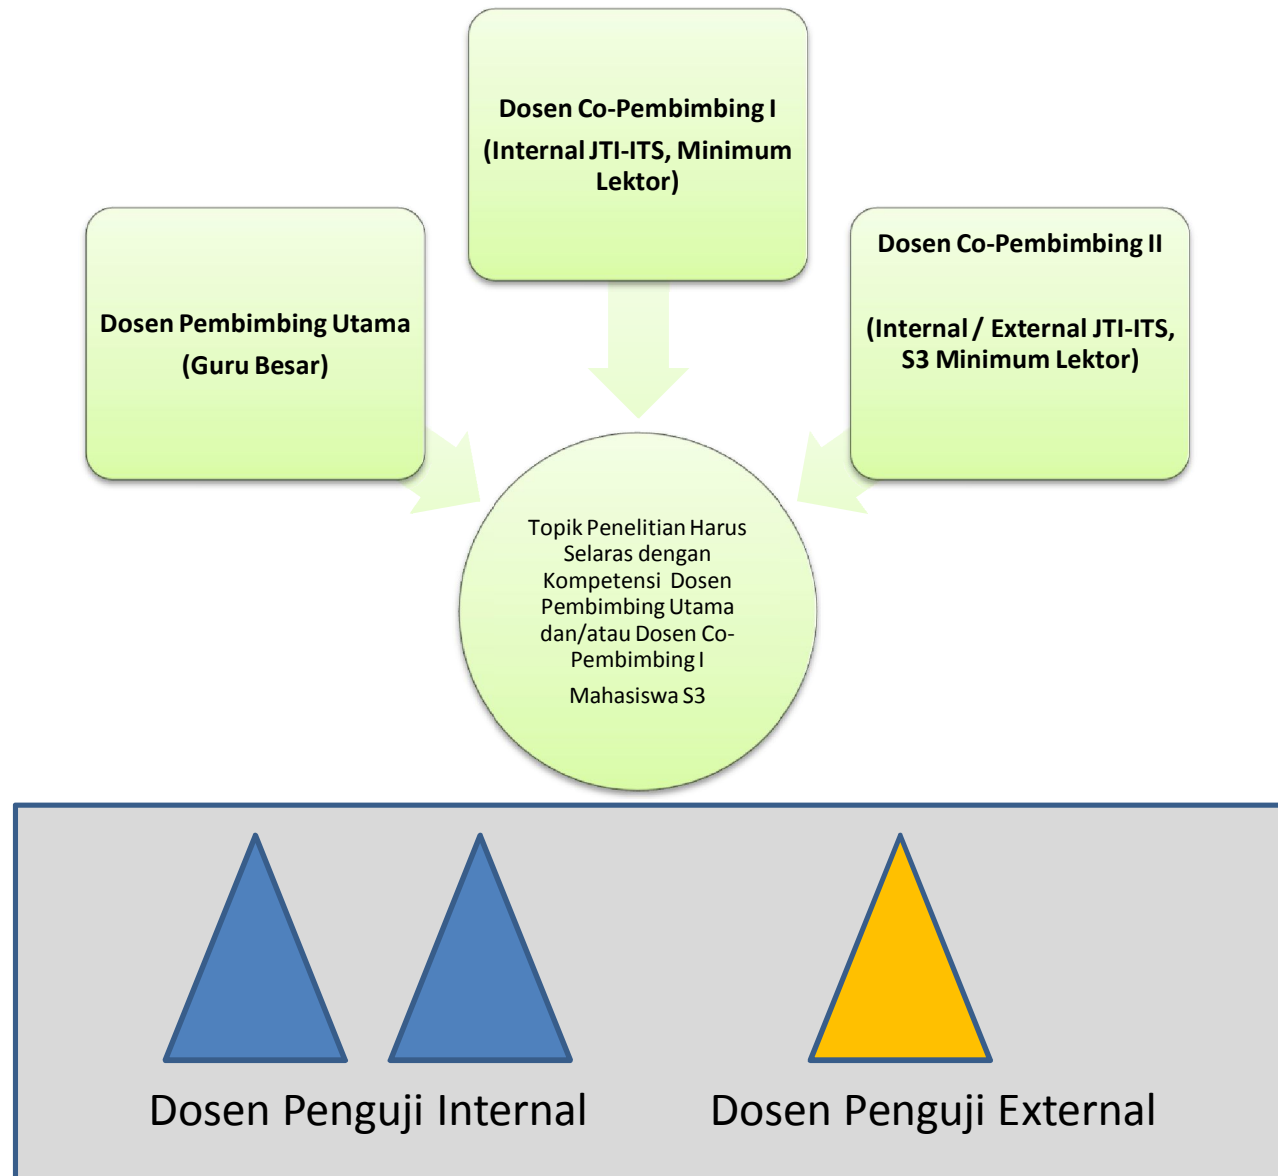 Dosen Co-Pembimbing I
(Internal JTI-ITS, Minimum
Lektor)
Dosen Pembimbing Utama
(Guru Besar)
Dosen Co-Pembimbing II
(Internal / External JTI-ITS,
S3 Minimum Lektor)
Topik Penelitian Harus
Selaras dengan
Kompetensi Dosen
Pembimbing Utama
dan/atau Dosen Co-
Pembimbing I
Mahasiswa S3
Dosen Penguji Internal
Dosen Penguji External